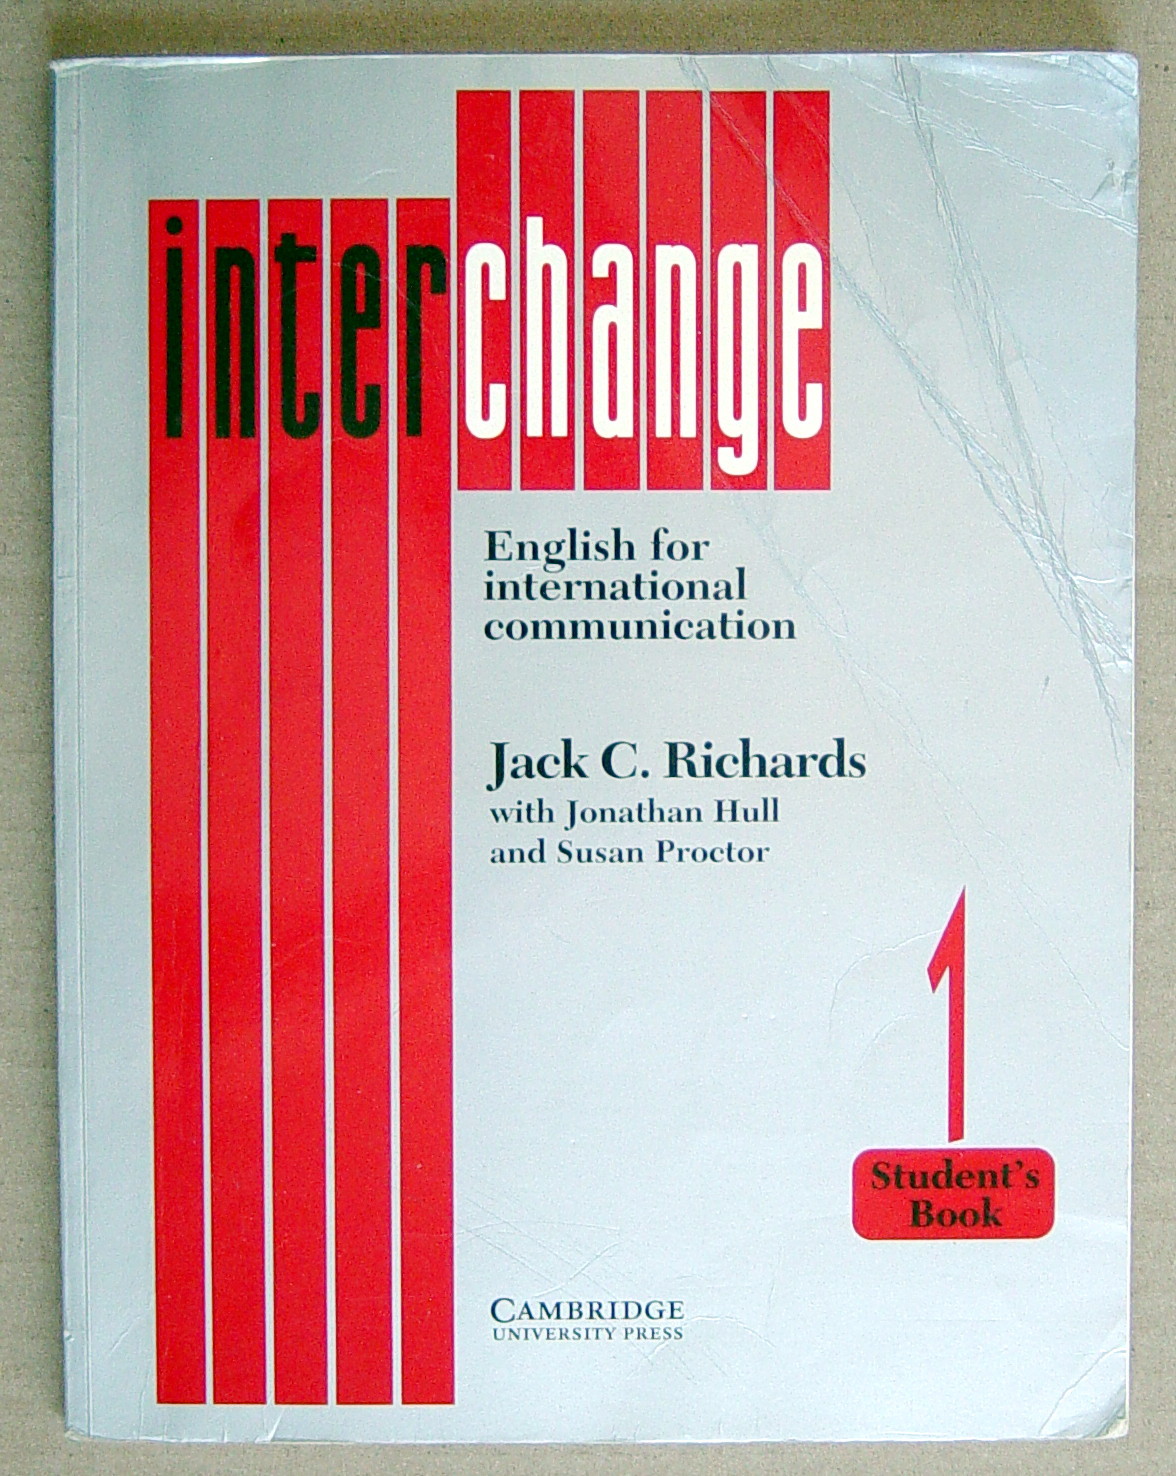 interchange
English for
international
communication
Jack C. Richards
with Jonathan Hull
and Susan Proctor
1
Student's
Book
CAMBRIDGE
UNIVERSITY PRESS